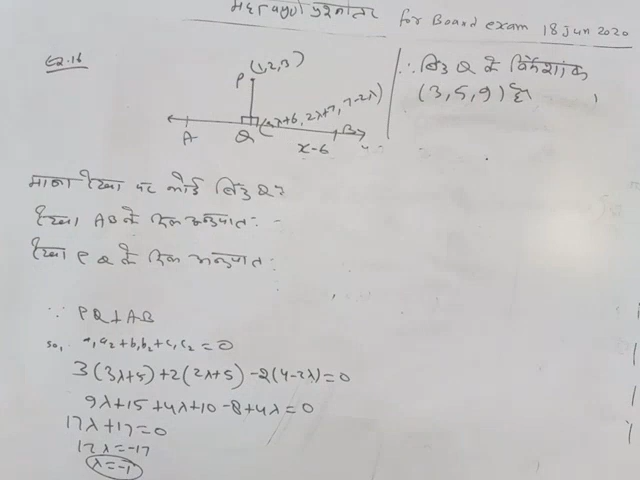 महत्वपूर्ण प्रश्नोत्तर for Board exam 18 Jun 2020
P (1,2,3)
(3λ+6, 2λ+7, 7-2λ)
A Q B
x-6
∴ बिंदु Q के निर्देशांक
(3,5,9) है।
माना रेखा पर कोई बिंदु Q है
रेखा AB के दिक् अनुपात : -
रेखा PQ के दिक् अनुपात :
∵ PQ⊥AB
so, a₁a₂+b₁b₂+c₁c₂=0
3(3λ+5)+2(2λ+5)-2(4-2λ)=0
9λ+15+4λ+10-8+4λ=0
17λ+17=0
17λ=-17
λ=-1